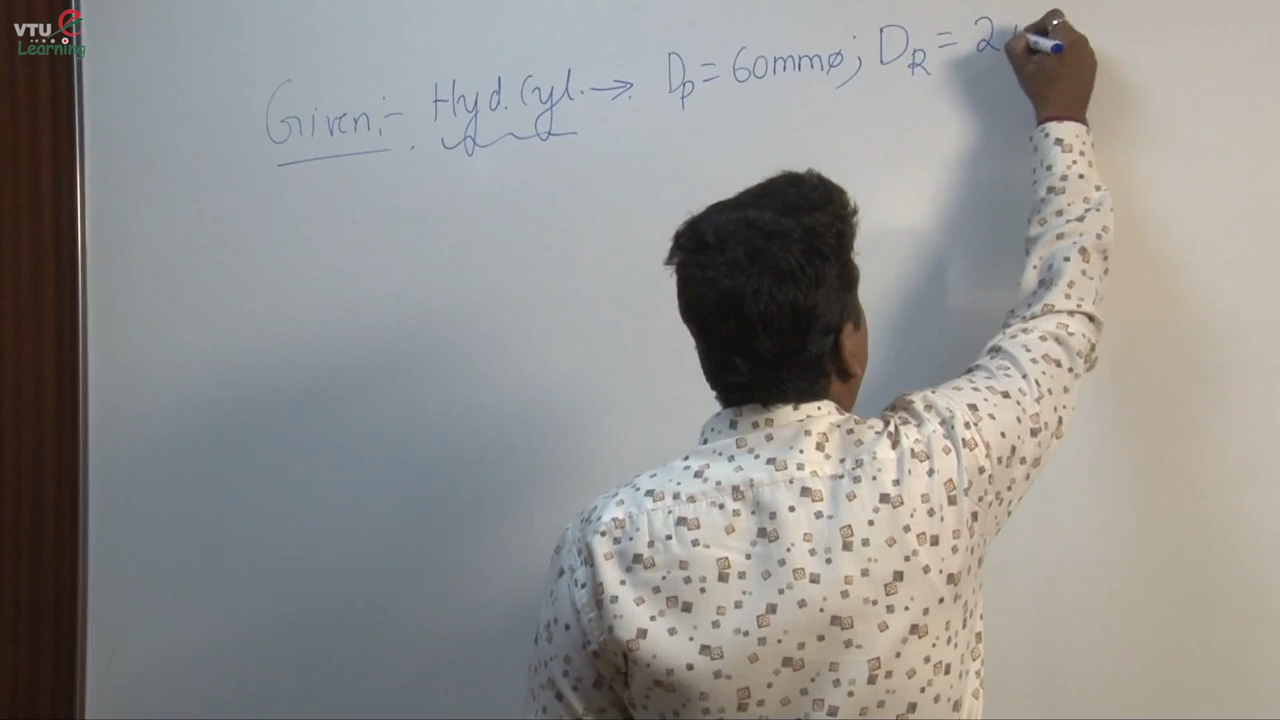 VTU e
Learning
Given:- Hyd. Cyl. → Dp = 60mmø; DR = 2